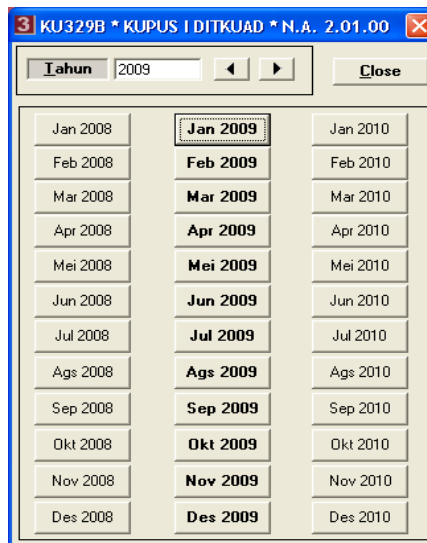 3 KU329B * KUPUS I DITKUAD * N.A. 2.01.00
Tahun 2009 Close
Jan 2008 Jan 2009 Jan 2010
Feb 2008 Feb 2009 Feb 2010
Mar 2008 Mar 2009 Mar 2010
Apr 2008 Apr 2009 Apr 2010
Mei 2008 Mei 2009 Mei 2010
Jun 2008 Jun 2009 Jun 2010
Jul 2008 Jul 2009 Jul 2010
Ags 2008 Ags 2009 Ags 2010
Sep 2008 Sep 2009 Sep 2010
Okt 2008 Okt 2009 Okt 2010
Nov 2008 Nov 2009 Nov 2010
Des 2008 Des 2009 Des 2010